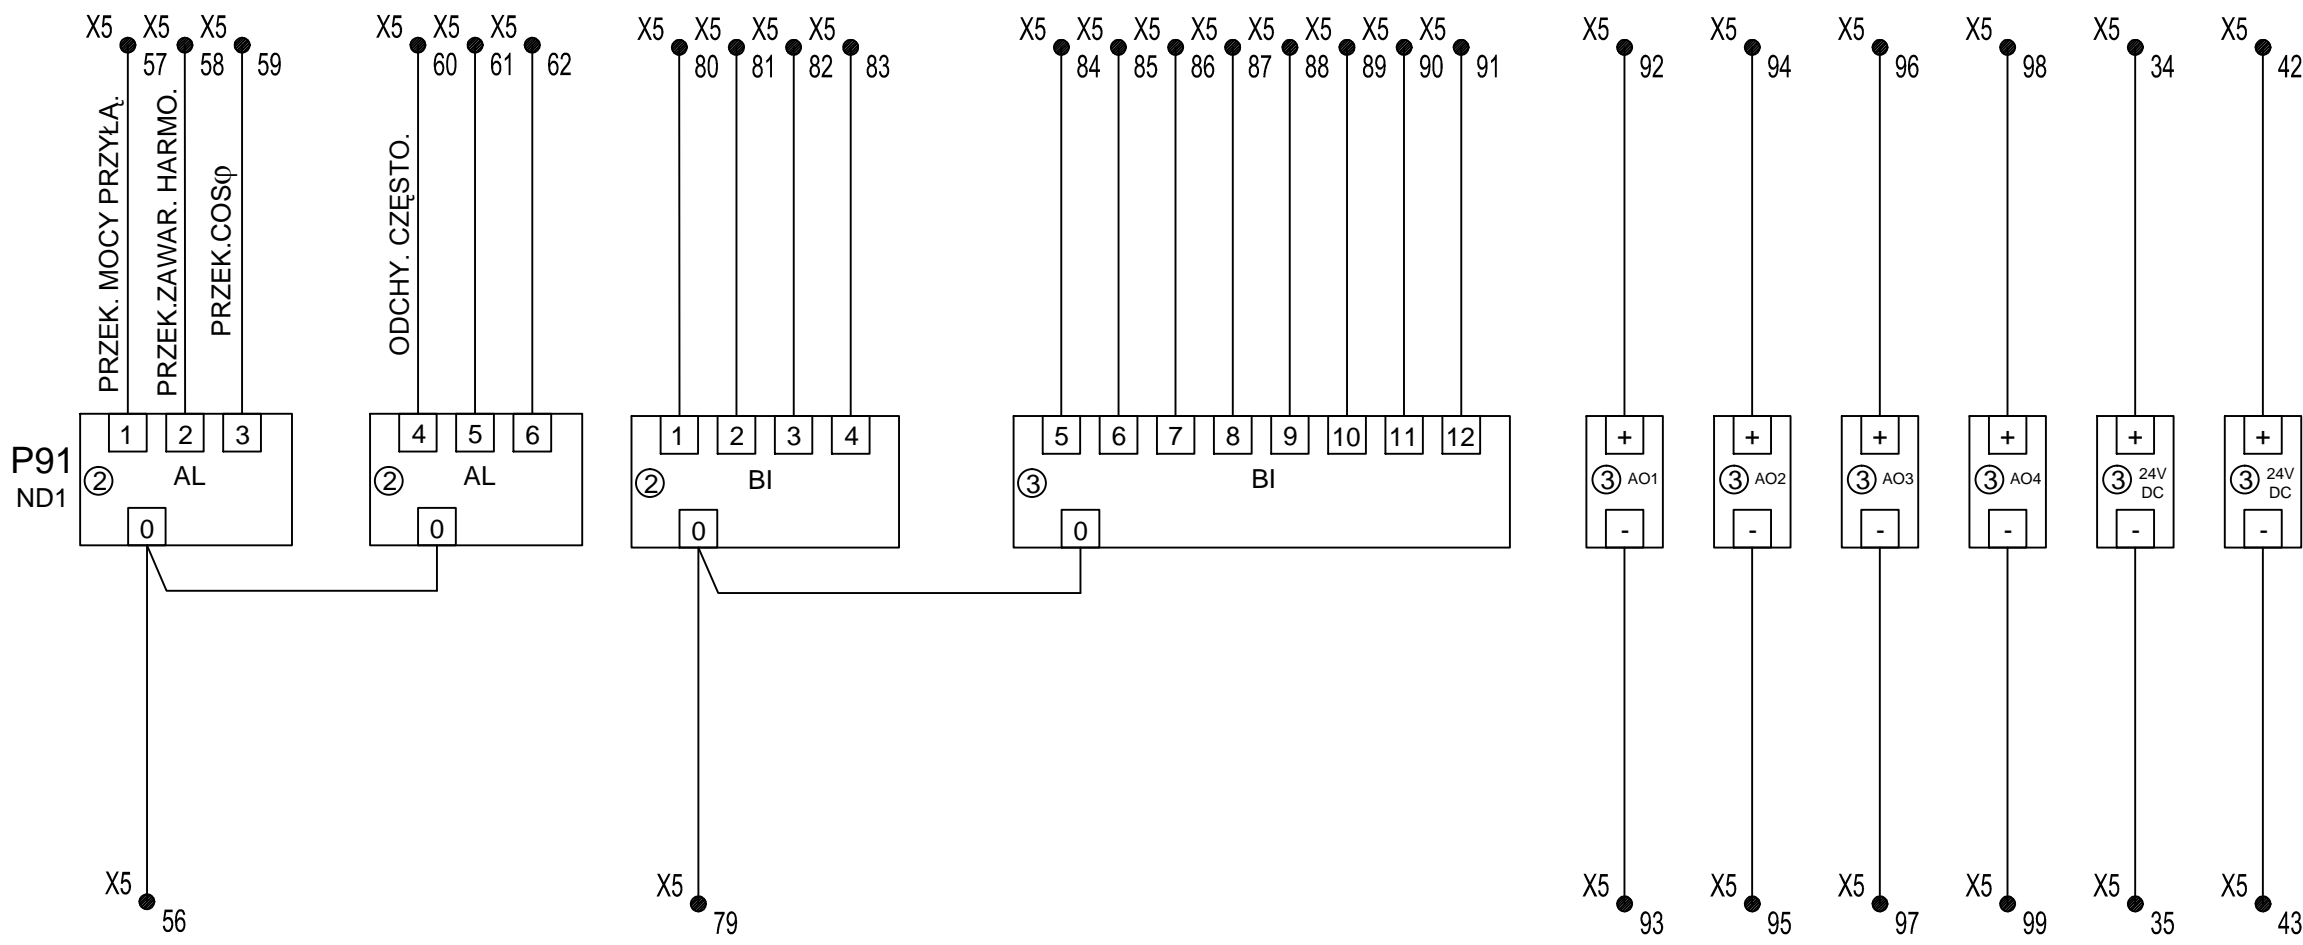 X5 X5 X5 X5 X5 X5 X5 X5 X5 X5 X5 X5 X5 X5 X5 X5 X5 X5 X5 X5 X5 X5 X5 X5
57 58 59 60 61 62 80 81 82 83 84 85 86 87 88 89 90 91 92 94 96 98 34 42
PRZEK. MOCY PRZYŁĄ.
PRZEK.ZAWAR. HARMO.
PRZEK.COSφ
ODCHY. CZĘSTO.
1 2 3 4 5 6 1 2 3 4 5 6 7 8 9 10 11 12 + + + + + +
P91
ND1
2 AL
2 AL
2 BI
3 BI
3 AO1
3 AO2
3 AO3
3 AO4
3 24V
DC
3 24V
DC
0 0 0 0 - - - - - -
X5 X5 X5 X5 X5 X5 X5 X5
56 79 93 95 97 99 35 43